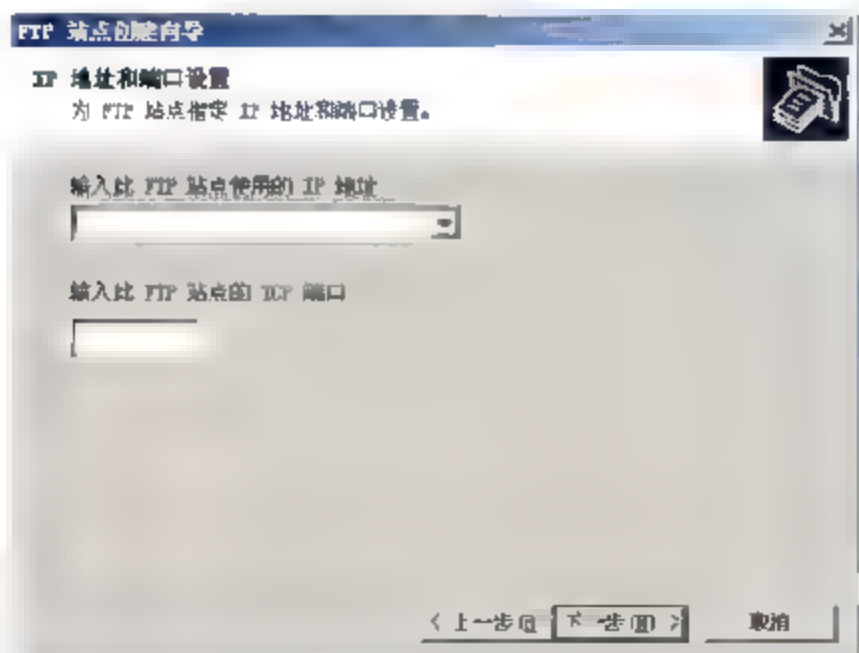 FTP 站点创建向导
IP 地址和端口设置
为 FTP 站点指定 IP 地址和端口设置。
输入此 FTP 站点使用的 IP 地址
输入此 FTP 站点的 TCP 端口
< 上一步(B) 下一步(N) > 取消